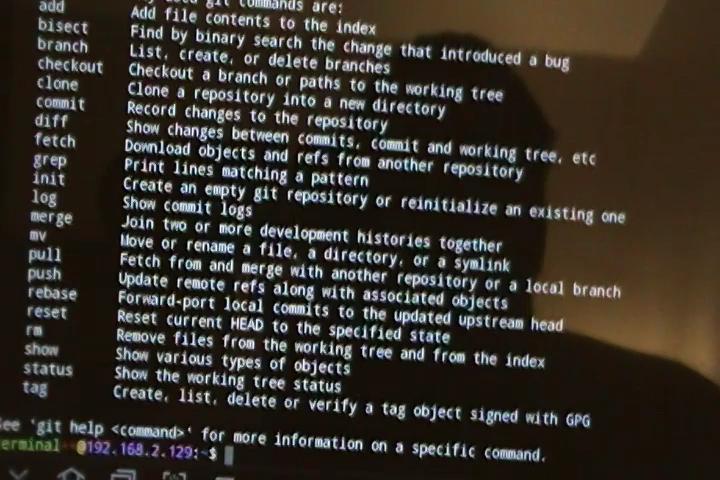 ly used git commands are:
add Add file contents to the index
bisect Find by binary search the change that introduced a bug
branch List, create, or delete branches
checkout Checkout a branch or paths to the working tree
clone Clone a repository into a new directory
commit Record changes to the repository
diff Show changes between commits, commit and working tree, etc
fetch Download objects and refs from another repository
grep Print lines matching a pattern
init Create an empty git repository or reinitialize an existing one
log Show commit logs
merge Join two or more development histories together
mv Move or rename a file, a directory, or a symlink
pull Fetch from and merge with another repository or a local branch
push Update remote refs along with associated objects
rebase Forward-port local commits to the updated upstream head
reset Reset current HEAD to the specified state
rm Remove files from the working tree and from the index
show Show various types of objects
status Show the working tree status
tag Create, list, delete or verify a tag object signed with GPG
See 'git help <command>' for more information on a specific command.
erminal @192.168.2.129:~$